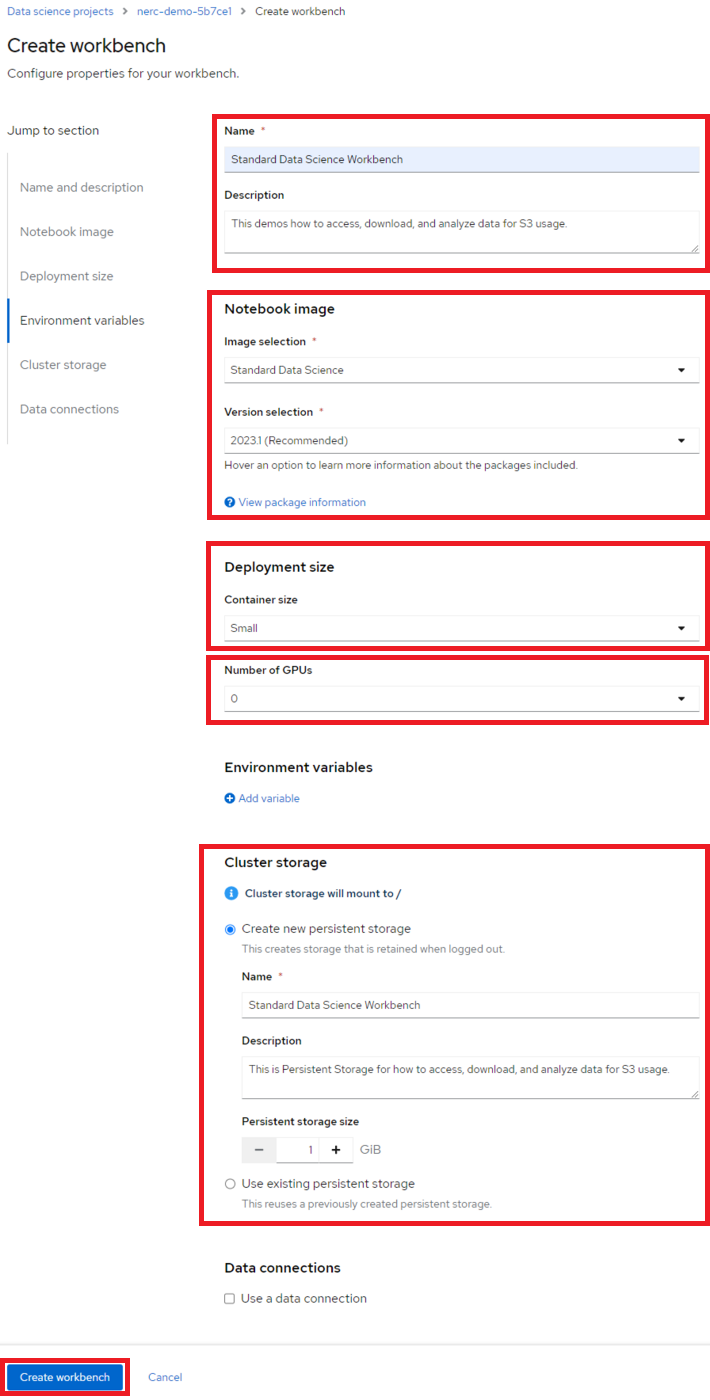 Data science projects > nerc-demo-5b7ce1 > Create workbench
Create workbench
Configure properties for your workbench.
Jump to section
Name and description
Notebook image
Deployment size
Environment variables
Cluster storage
Data connections
Name *
Standard Data Science Workbench
Description
This demos how to access, download, and analyze data for S3 usage.
Notebook image
Image selection *
Standard Data Science
Version selection *
2023.1 (Recommended)
Hover an option to learn more information about the packages included.
View package information
Deployment size
Container size
Small
Number of GPUs
0
Environment variables
Add variable
Cluster storage
Cluster storage will mount to /
Create new persistent storage
This creates storage that is retained when logged out.
Name *
Standard Data Science Workbench
Description
This is Persistent Storage for how to access, download, and analyze data for S3 usage.
Persistent storage size
− 1 + GIB
Use existing persistent storage
This reuses a previously created persistent storage.
Data connections
Use a data connection
Create workbench Cancel